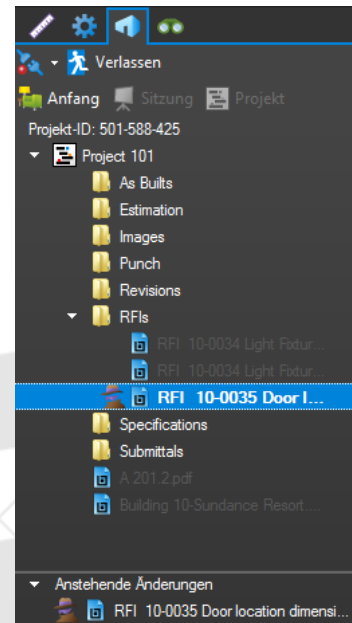 Verlassen
Anfang Sitzung Projekt
Projekt-ID: 501-588-425
Project 101
As Builts
Estimation
Images
Punch
Revisions
RFIs
RFI 10-0034 Light Fixtur...
RFI 10-0034 Light Fixtur...
RFI 10-0035 Door l...
Specifications
Submittals
A 201.2.pdf
Building 10-Sundance Resort....
Anstehende Änderungen
RFI 10-0035 Door location dimensi...